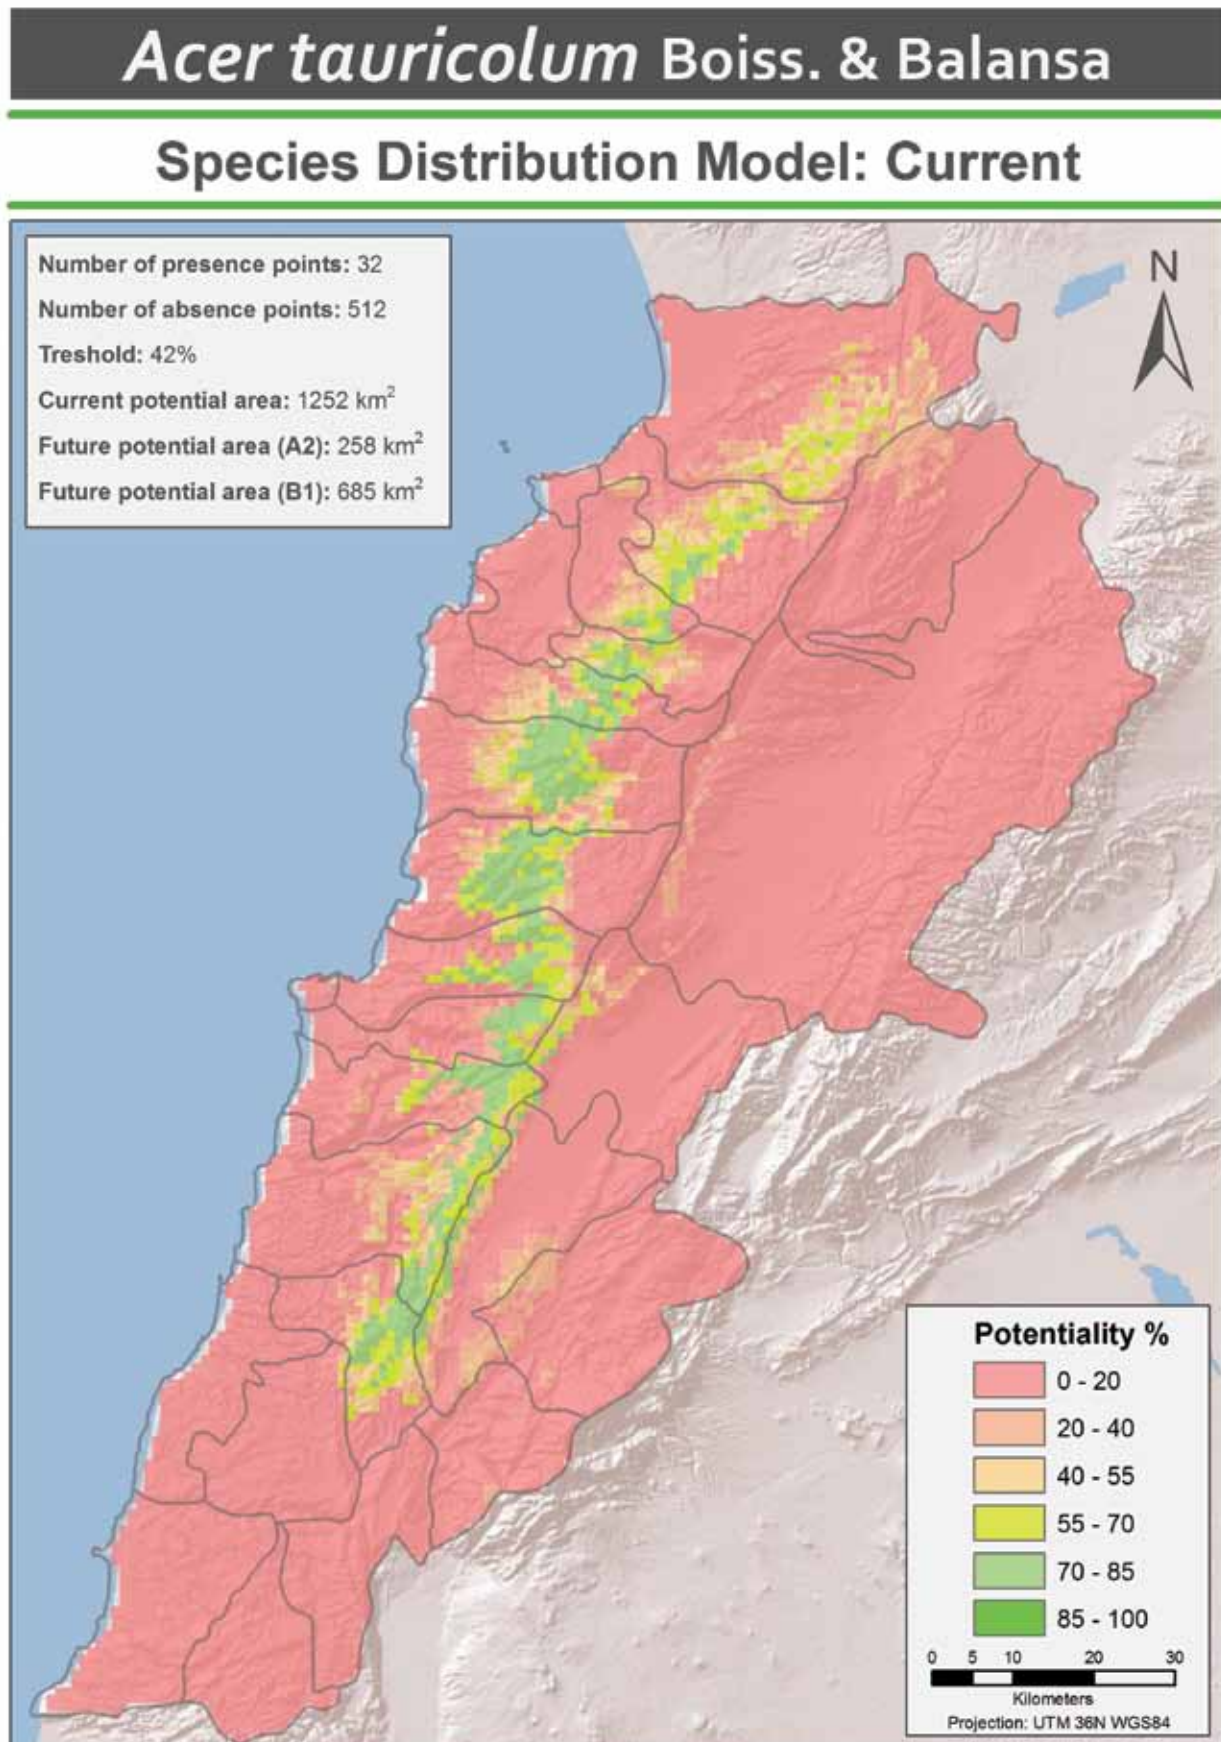 Acer tauricolum Boiss. & Balansa
Species Distribution Model: Current
Number of presence points: 32
Number of absence points: 512
Treshold: 42%
Current potential area: 1252 km²
Future potential area (A2): 258 km²
Future potential area (B1): 685 km²
N
Potentiality %
0 - 20
20 - 40
40 - 55
55 - 70
70 - 85
85 - 100
0 5 10 20 30
Kilometers
Projection: UTM 36N WGS84